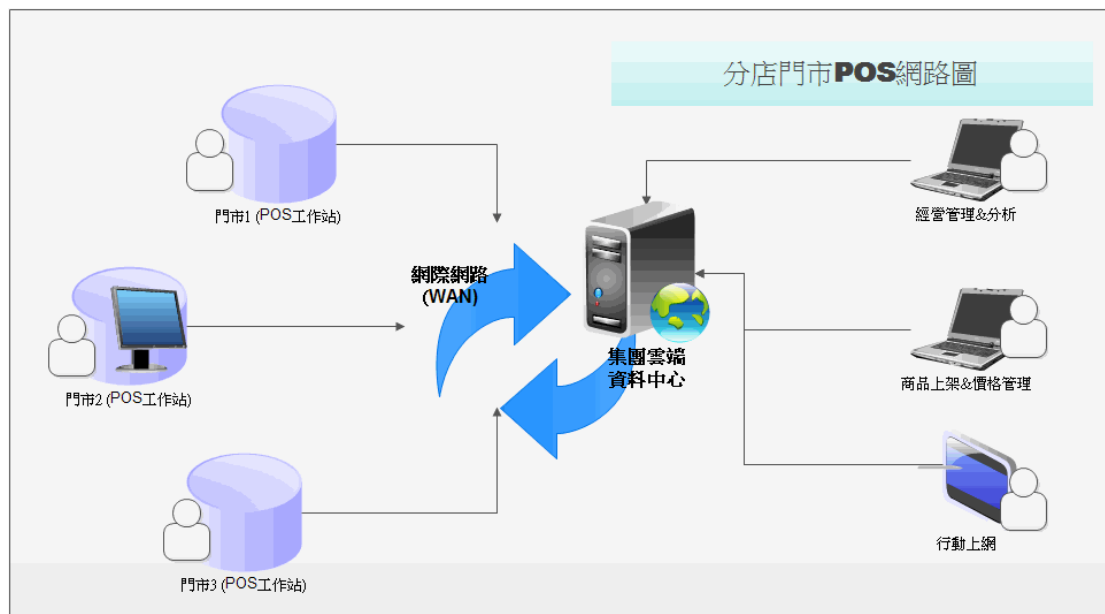 分店門市POS網路圖
門市1 (POS工作站)
經營管理&分析
網際網路
(WAN)
集團雲端
資料中心
門市2 (POS工作站)
商品上架&價格管理
行動上網
門市3 (POS工作站)